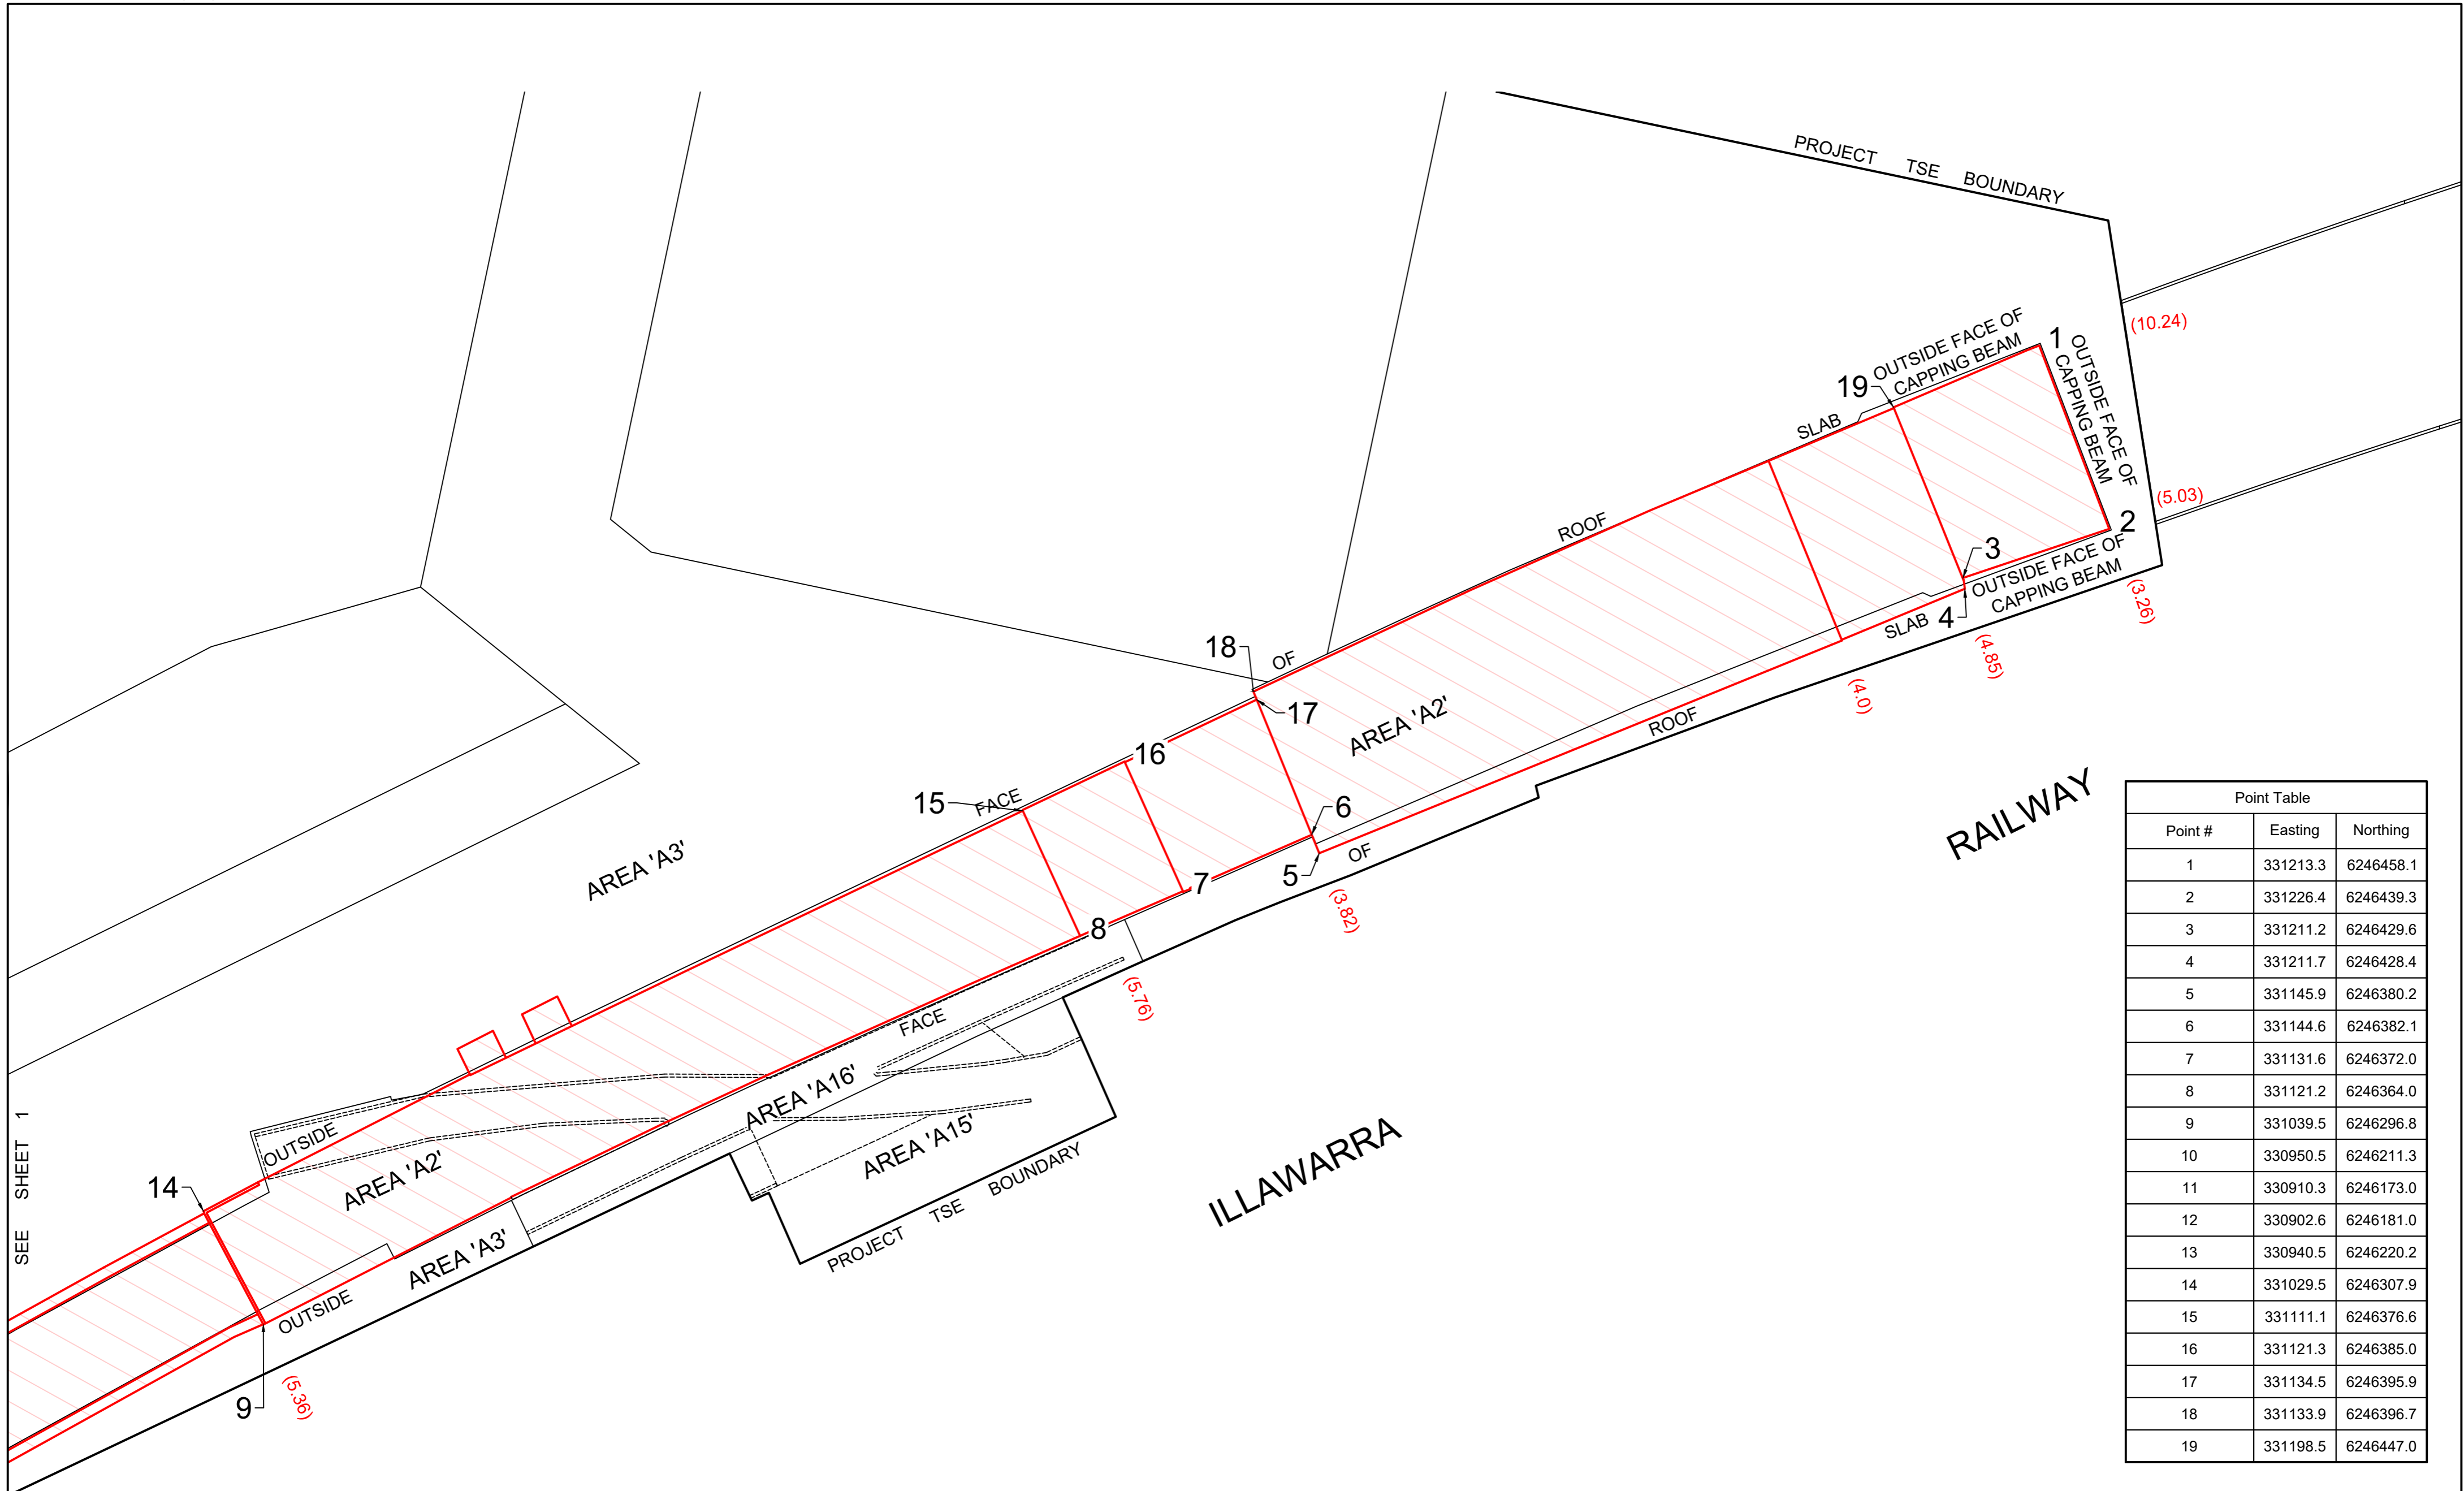 PROJECT TSE BOUNDARY
(10.24)
OUTSIDE FACE OF
CAPPING BEAM
1
OUTSIDE FACE OF
CAPPING BEAM
19
SLAB
(5.03)
2
ROOF
3
OUTSIDE FACE OF
CAPPING BEAM
(3.26)
4
SLAB
(4.85)
18
OF
(4.0)
17
AREA 'A2'
ROOF
16
15
FACE
6
RAILWAY
AREA 'A3'
5
OF
7
(3.82)
8
(5.76)
FACE
AREA 'A16'
AREA 'A15'
OUTSIDE
SEE SHEET 1
14
AREA 'A2'
ILLAWARRA
PROJECT TSE BOUNDARY
AREA 'A3'
OUTSIDE
9
(5.36)
Point Table
Point # Easting Northing
1 331213.3 6246458.1
2 331226.4 6246439.3
3 331211.2 6246429.6
4 331211.7 6246428.4
5 331145.9 6246380.2
6 331144.6 6246382.1
7 331131.6 6246372.0
8 331121.2 6246364.0
9 331039.5 6246296.8
10 330950.5 6246211.3
11 330910.3 6246173.0
12 330902.6 6246181.0
13 330940.5 6246220.2
14 331029.5 6246307.9
15 331111.1 6246376.6
16 331121.3 6246385.0
17 331134.5 6246395.9
18 331133.9 6246396.7
19 331198.5 6246447.0